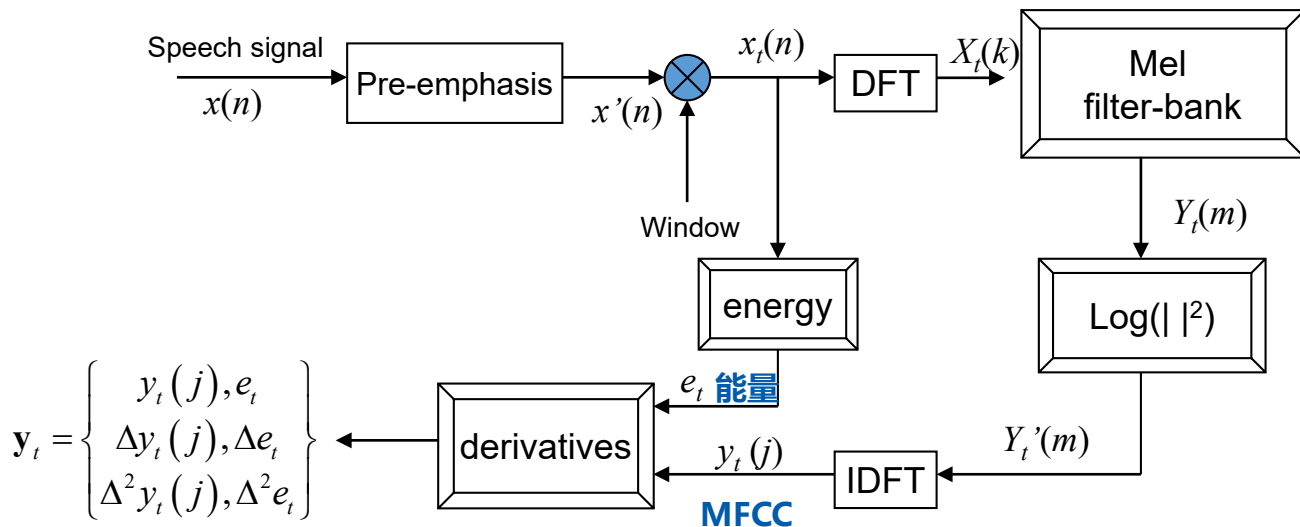 Speech signal
x(n)
Pre-emphasis
x'(n)
Window
x_t(n)
DFT
X_t(k)
Mel
filter-bank
Y_t(m)
Log(| |²)
Y_t'(m)
IDFT
y_t(j)
MFCC
energy
e_t 能量
derivatives
y_t = { y_t(j), e_t
Δy_t(j), Δe_t
Δ²y_t(j), Δ²e_t }